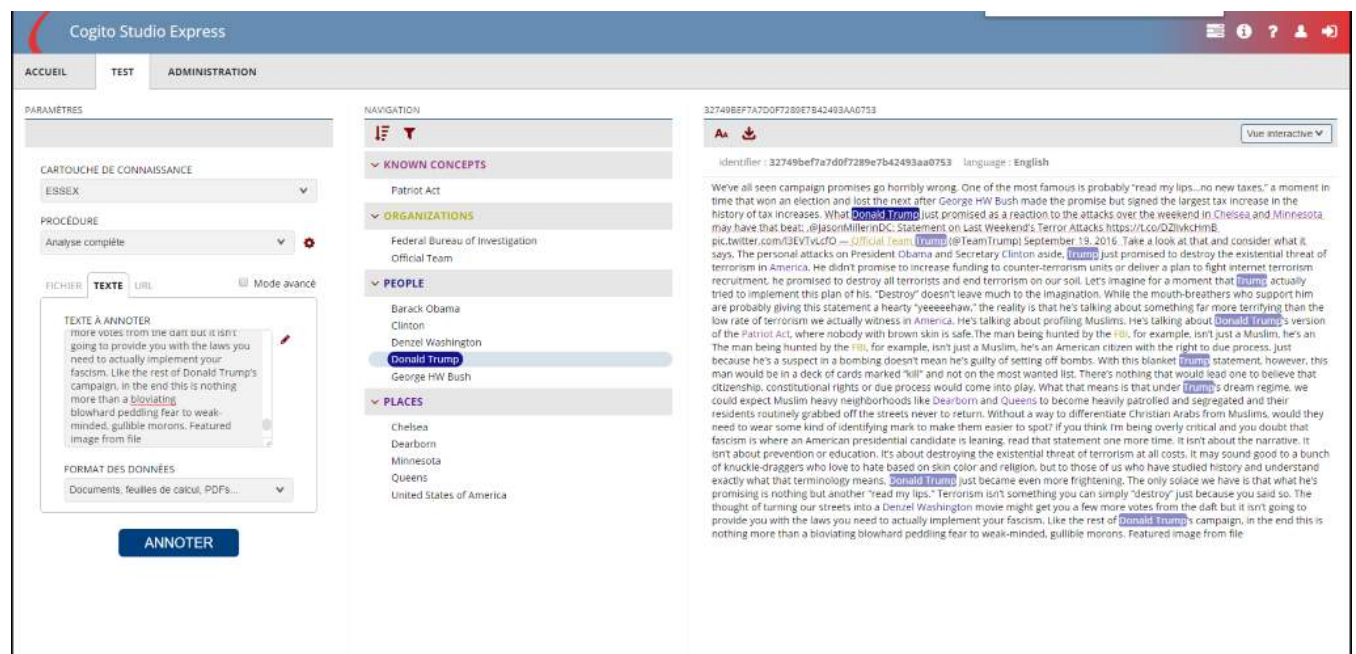 Cogito Studio Express
ACCUEIL TEST ADMINISTRATION
PARAMÈTRES
CARTOUCHE DE CONNAISSANCE
ESSEX
PROCÉDURE
Analyse complète
FICHIER TEXTE URL Mode avancé
TEXTE À ANNOTER
more votes from the daft but it isn't
going to provide you with the laws you
need to actually implement your
fascism. Like the rest of Donald Trump's
campaign, in the end this is nothing
more than a bloviating
blowhard peddling fear to weak-
minded, gullible morons. Featured
image from file
FORMAT DES DONNÉES
Documents, feuilles de calcul, PDFs...
ANNOTER
NAVIGATION
KNOWN CONCEPTS
Patriot Act
ORGANIZATIONS
Federal Bureau of Investigation
Official Team
PEOPLE
Barack Obama
Clinton
Denzel Washington
Donald Trump
George HW Bush
PLACES
Chelsea
Dearborn
Minnesota
Queens
United States of America
32749BEF7A7D0F7289E7B42493AA0753
Vue interactive
identifier : 32749bef7a7d0f7289e7b42493aa0753 language : English
We've all seen campaign promises go horribly wrong. One of the most famous is probably "read my lips...no new taxes," a moment in
time that won an election and lost the next after George HW Bush made the promise but signed the largest tax increase in the
history of tax increases. What Donald Trump just promised as a reaction to the attacks over the weekend in Chelsea and Minnesota
may have that beat: .@JasonMillerinDC: Statement on Last Weekend's Terror Attacks
— Official Team Trump (@TeamTrump) September 19, 2016 Take a look at that and consider what it
says. The personal attacks on President Obama and Secretary Clinton aside, Trump just promised to destroy the existential threat of
terrorism in America. He didn't promise to increase funding to counter-terrorism units or deliver a plan to fight internet terrorism
recruitment, he promised to destroy all terrorists and end terrorism on our soil. Let's imagine for a moment that Trump actually
tried to implement this plan of his. "Destroy" doesn't leave much to the imagination. While the mouth-breathers who support him
are probably giving this statement a hearty "yeeeeehaw," the reality is that he's talking about something far more terrifying than the
low rate of terrorism we actually witness in America. He's talking about profiling Muslims. He's talking about Donald Trump's version
of the Patriot Act, where nobody with brown skin is safe.The man being hunted by the FBI, for example, isn't just a Muslim, he's an
The man being hunted by the FBI, for example, isn't just a Muslim, he's an American citizen with the right to due process. Just
because he's a suspect in a bombing doesn't mean he's guilty of setting off bombs. With this blanket Trump statement, however, this
man would be in a deck of cards marked "kill" and not on the most wanted list. There's nothing that would lead one to believe that
citizenship, constitutional rights or due process would come into play. What that means is that under Trump's dream regime, we
could expect Muslim heavy neighborhoods like Dearborn and Queens to become heavily patrolled and segregated and their
residents routinely grabbed off the streets never to return. Without a way to differentiate Christian Arabs from Muslims, would they
need to wear some kind of identifying mark to make them easier to spot? If you think I'm being overly critical and you doubt that
fascism is where an American presidential candidate is leaning, read that statement one more time. It isn't about the narrative. It
isn't about prevention or education. It's about destroying the existential threat of terrorism at all costs. It may sound good to a bunch
of knuckle-draggers who love to hate based on skin color and religion, but to those of us who have studied history and understand
exactly what that terminology means, Donald Trump just became even more frightening. The only solace we have is that what he's
promising is nothing but another "read my lips." Terrorism isn't something you can simply "destroy" just because you said so. The
thought of turning our streets into a Denzel Washington movie might get you a few more votes from the daft but it isn't going to
provide you with the laws you need to actually implement your fascism. Like the rest of Donald Trump's campaign, in the end this is
nothing more than a bloviating blowhard peddling fear to weak-minded, gullible morons. Featured image from file